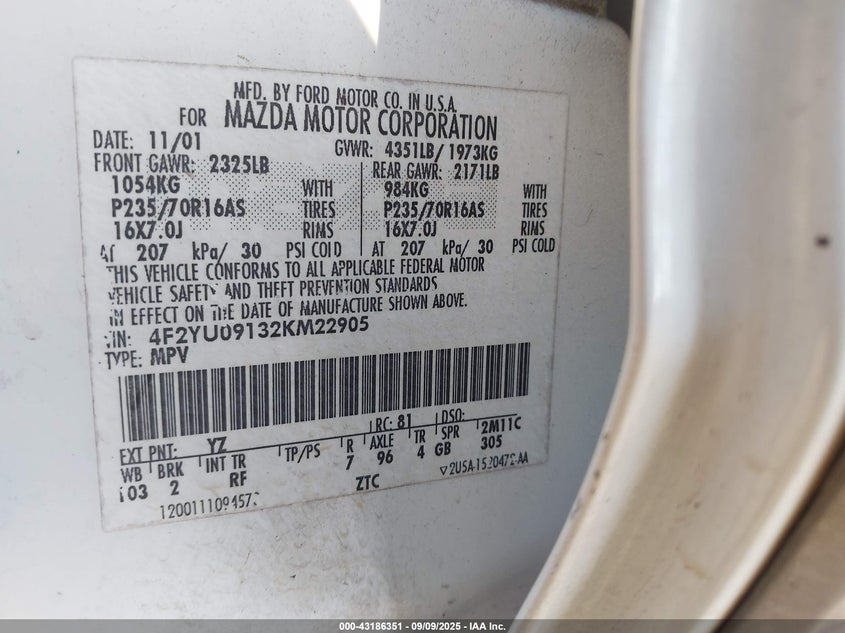 MFD. BY FORD MOTOR CO. IN U.S.A.
FOR MAZDA MOTOR CORPORATION
DATE: 11/01 GVWR: 4351LB/ 1973KG
FRONT GAWR: 2325LB REAR GAWR: 2171LB
1054KG WITH 984KG WITH
P235/70R16AS TIRES P235/70R16AS TIRES
16X7.0J RIMS 16X7.0J RIMS
AT 207 kPa/ 30 PSI COLD AT 207 kPa/ 30 PSI COLD
THIS VEHICLE CONFORMS TO ALL APPLICABLE FEDERAL MOTOR
VEHICLE SAFETY AND THEFT PREVENTION STANDARDS
IN EFFECT ON THE DATE OF MANUFACTURE SHOWN ABOVE.
VIN: 4F2YU09132KM22905
TYPE: MPV
EXT PNT: YZ RC: 81 DSO:
WB BRK INT TR TP/PS R AXLE TR SPR 2M11C
103 2 RF 7 96 4 GB 305
ZTC
000-43186351 - 09/09/2025 - IAA Inc.